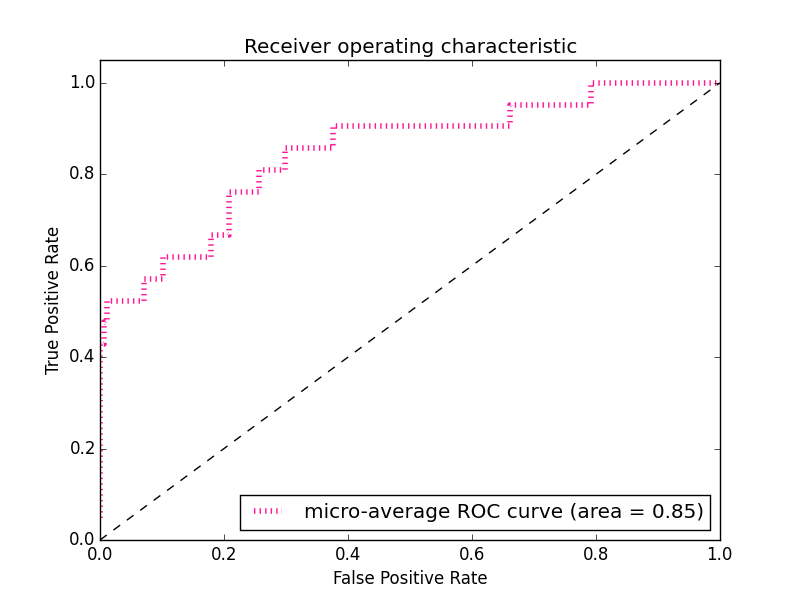 Receiver operating characteristic
True Positive Rate
1.0
0.8
0.6
0.4
0.2
0.0
micro-average ROC curve (area = 0.85)
0.0 0.2 0.4 0.6 0.8 1.0
False Positive Rate